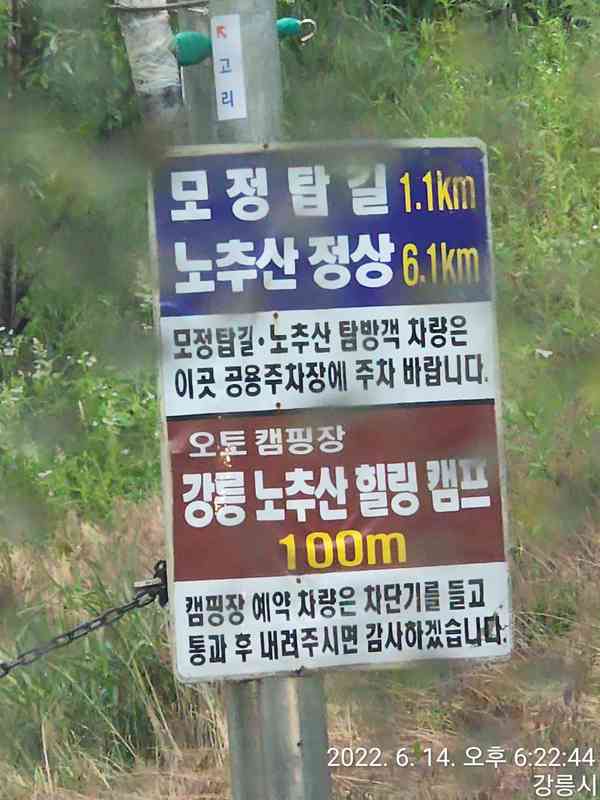 고리
모정탑길 1.1km
노추산 정상 6.1km
모정탑길·노추산 탐방객 차량은
이곳 공용주차장에 주차 바랍니다.
오토캠핑장
강릉 노추산 힐링 캠프
100m
캠핑장 예약 차량은 차단기를 들고
통과 후 내려주시면 감사하겠습니다.
2022. 6. 14. 오후 6:22:44
강릉시